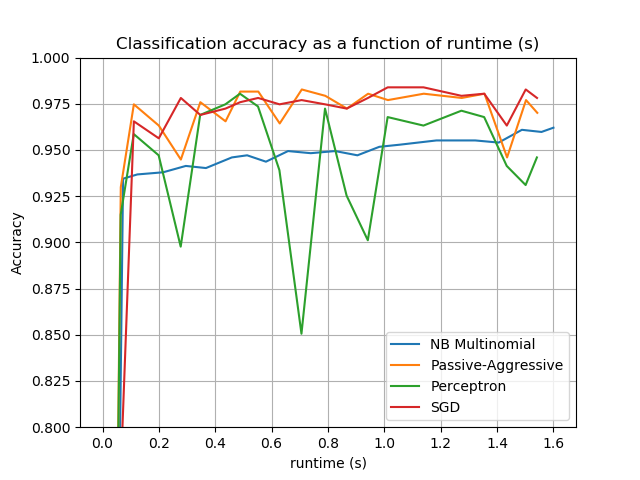 Classification accuracy as a function of runtime (s)
1.000
0.975
0.950
0.925
0.900
0.875
0.850
0.825
0.800
Accuracy
NB Multinomial
Passive-Aggressive
Perceptron
SGD
0.0 0.2 0.4 0.6 0.8 1.0 1.2 1.4 1.6
runtime (s)